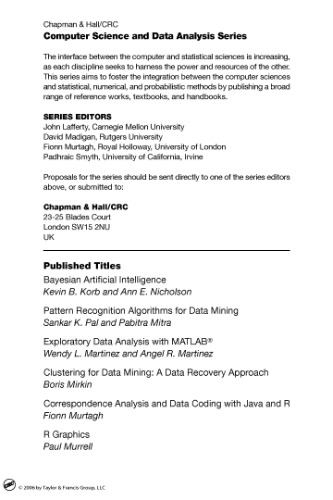 Chapman & Hall/CRC
Computer Science and Data Analysis Series
The interface between the computer and statistical sciences is increasing,
as each discipline seeks to harness the power and resources of the other.
This series aims to foster the integration between the computer sciences
and statistical, numerical, and probabilistic methods by publishing a broad
range of reference works, textbooks, and handbooks.
SERIES EDITORS
John Lafferty, Carnegie Mellon University
David Madigan, Rutgers University
Fionn Murtagh, Royal Holloway, University of London
Padhraic Smyth, University of California, Irvine
Proposals for the series should be sent directly to one of the series editors
above, or submitted to:
Chapman & Hall/CRC
23-25 Blades Court
London SW15 2NU
UK
Published Titles
Bayesian Artificial Intelligence
Kevin B. Korb and Ann E. Nicholson
Pattern Recognition Algorithms for Data Mining
Sankar K. Pal and Pabitra Mitra
Exploratory Data Analysis with MATLAB®
Wendy L. Martinez and Angel R. Martinez
Clustering for Data Mining: A Data Recovery Approach
Boris Mirkin
Correspondence Analysis and Data Coding with Java and R
Fionn Murtagh
R Graphics
Paul Murrell
© 2006 by Taylor & Francis Group, LLC